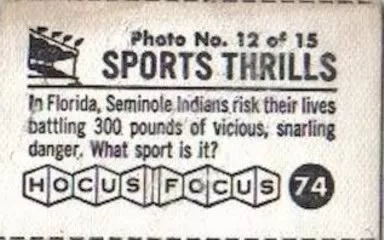 Photo No. 12 of 15
SPORTS THRILLS
In Florida, Seminole Indians risk their lives
battling 300 pounds of vicious, snarling
danger. What sport is it?
HOCUS FOCUS 74